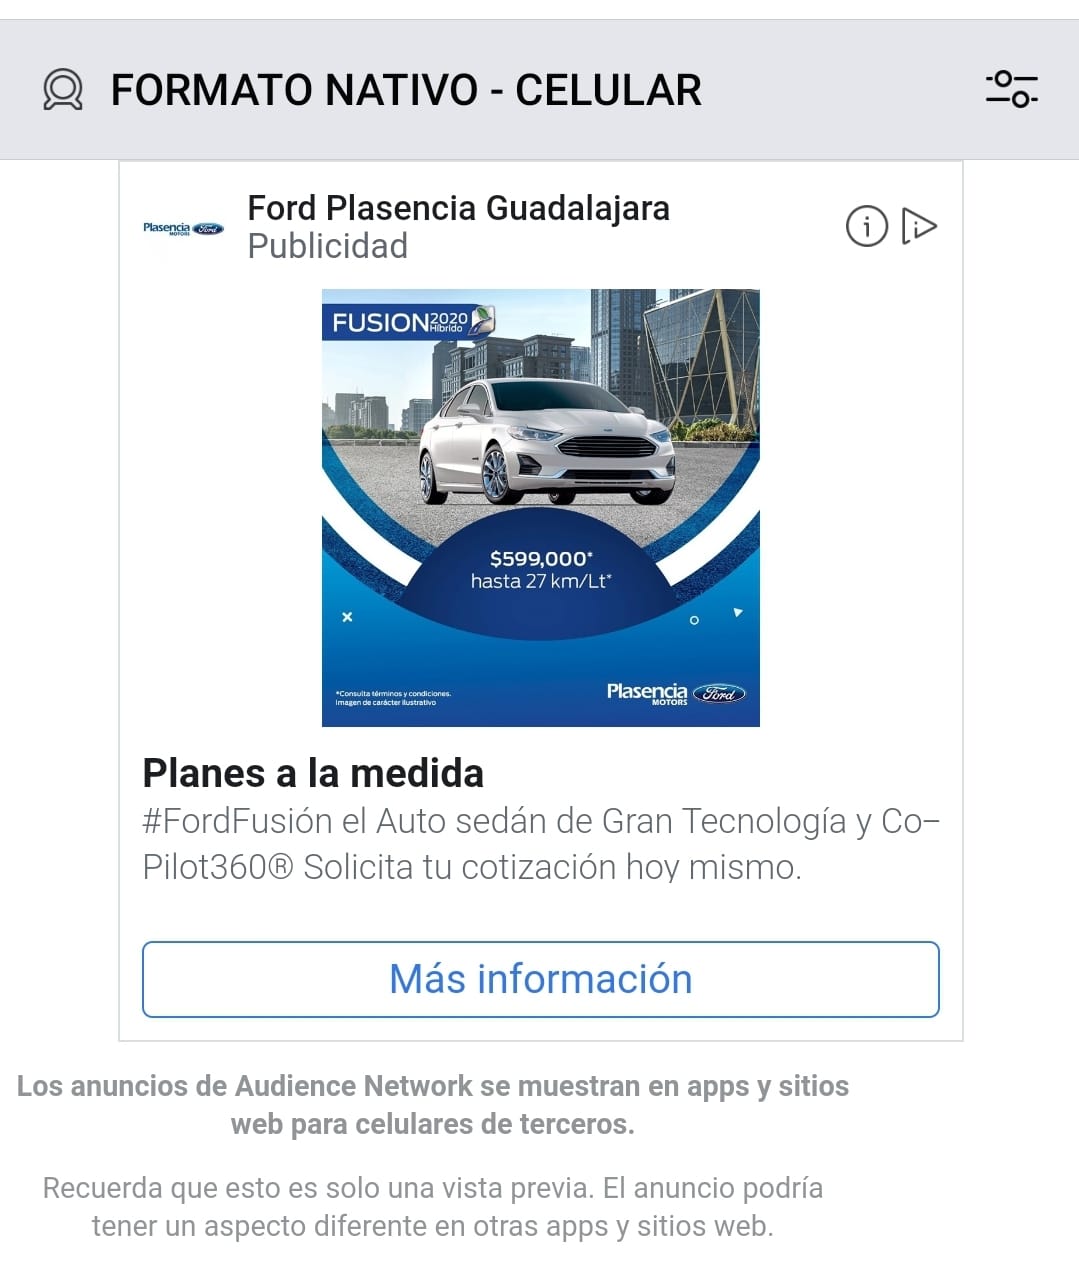 FORMATO NATIVO - CELULAR
Plasencia
MOTORS
Ford
Ford Plasencia Guadalajara
Publicidad
FUSION 2020
Híbrido
$599,000*
hasta 27 km/Lt*
*Consulta términos y condiciones.
Imagen de carácter ilustrativo
Plasencia
MOTORS
Ford
Planes a la medida
#FordFusión el Auto sedán de Gran Tecnología y Co-
Pilot360® Solicita tu cotización hoy mismo.
Más información
Los anuncios de Audience Network se muestran en apps y sitios
web para celulares de terceros.
Recuerda que esto es solo una vista previa. El anuncio podría
tener un aspecto diferente en otras apps y sitios web.